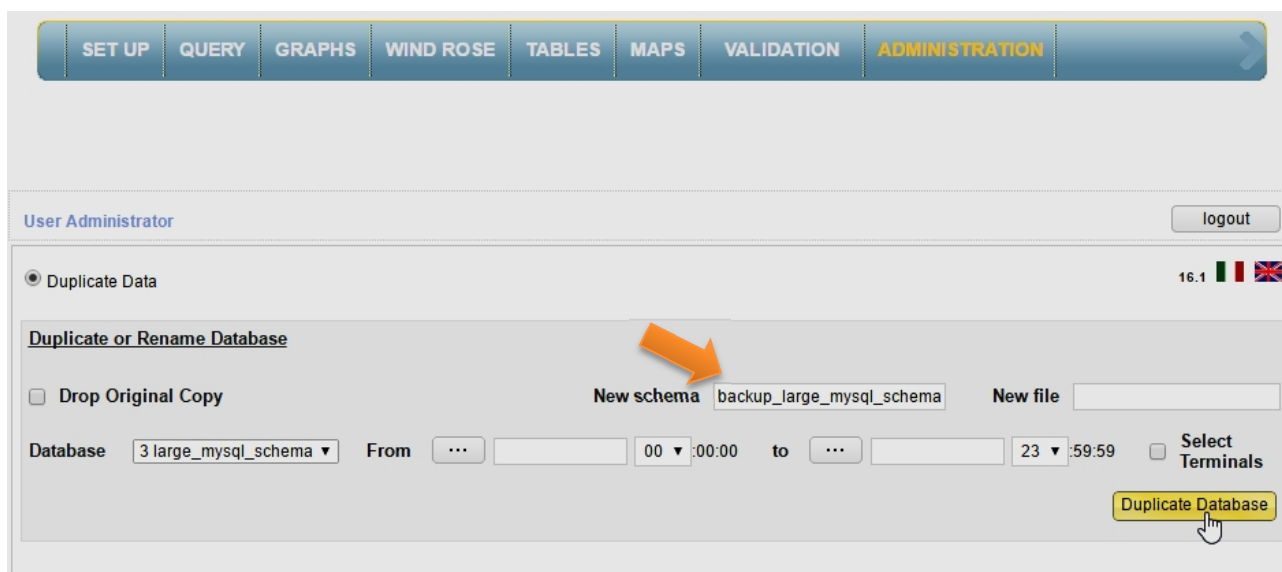 SET UP QUERY GRAPHS WIND ROSE TABLES MAPS VALIDATION ADMINISTRATION
User Administrator logout
Duplicate Data 16.1
Duplicate or Rename Database
Drop Original Copy New schema backup_large_mysql_schema New file
Database 3 large_mysql_schema ▾ From ... 00 ▾ :00:00 to ... 23 ▾ :59:59 Select Terminals
Duplicate Database